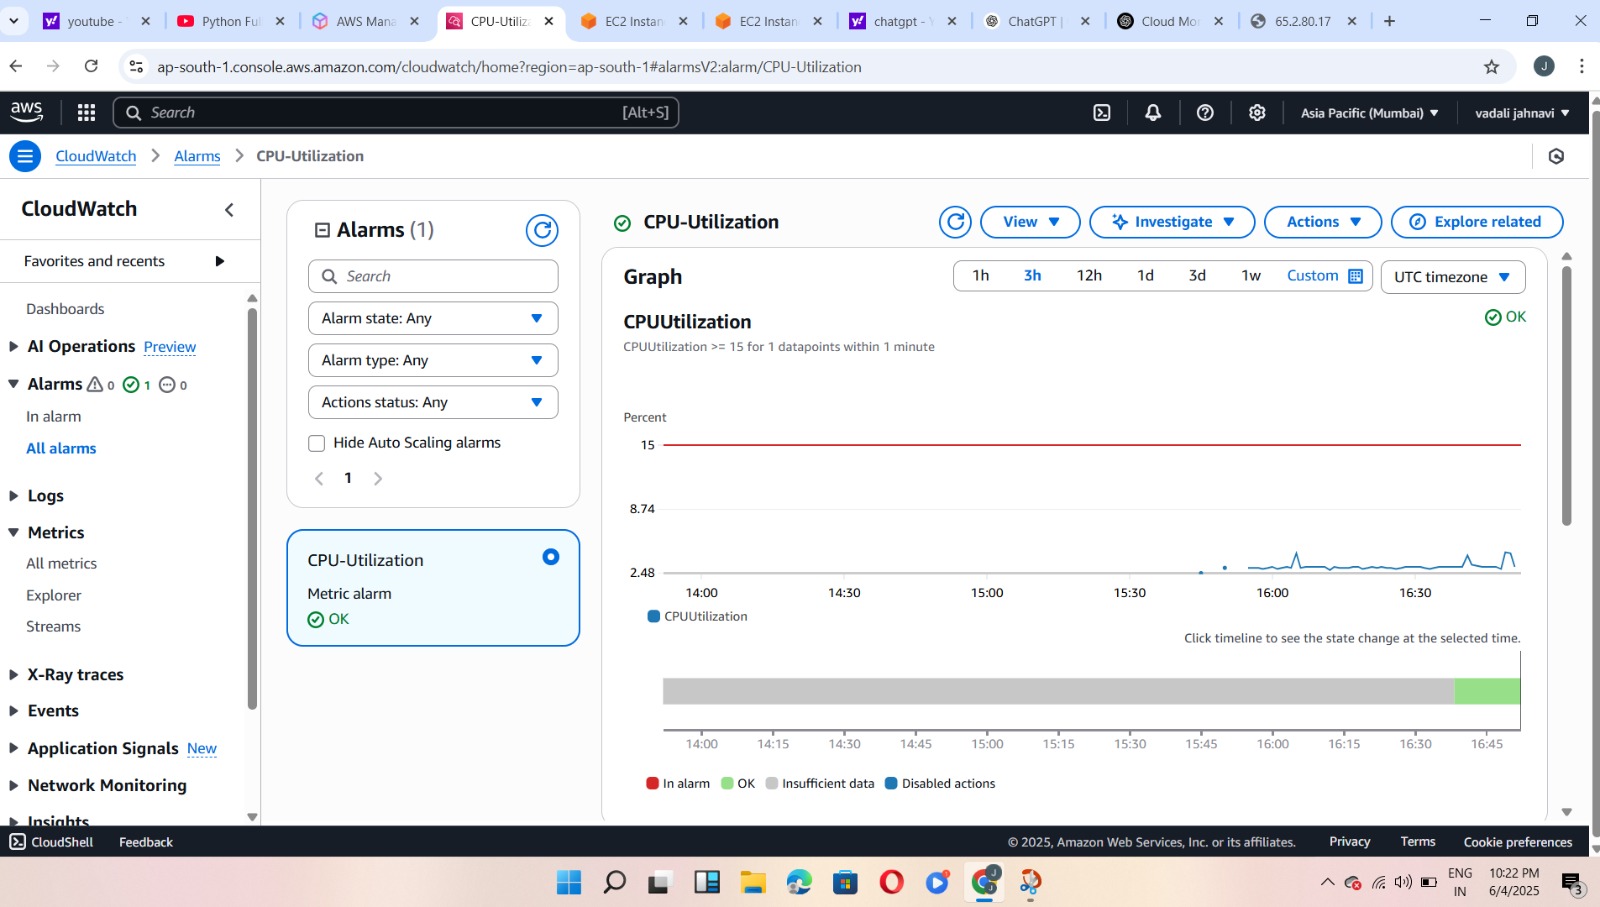 youtube -
Python Ful
AWS Mana
CPU-Utiliza
EC2 Instan
EC2 Instan
chatgpt -
ChatGPT |
Cloud Mo
65.2.80.17
ap-south-1.console.aws.amazon.com/cloudwatch/home?region=ap-south-1#alarmsV2:alarm/CPU-Utilization
J
aws
Search [Alt+S]
Asia Pacific (Mumbai)
vadali jahnavi
CloudWatch > Alarms > CPU-Utilization
CloudWatch
Favorites and recents
Dashboards
AI Operations Preview
Alarms 0 1 0
In alarm
All alarms
Logs
Metrics
All metrics
Explorer
Streams
X-Ray traces
Events
Application Signals New
Network Monitoring
Insights
Alarms (1)
Search
Alarm state: Any
Alarm type: Any
Actions status: Any
Hide Auto Scaling alarms
1
CPU-Utilization
Metric alarm
OK
CPU-Utilization
View
Investigate
Actions
Explore related
Graph
1h 3h 12h 1d 3d 1w Custom
UTC timezone
CPUUtilization
OK
CPUUtilization >= 15 for 1 datapoints within 1 minute
Percent
15
8.74
2.48
14:00 14:30 15:00 15:30 16:00 16:30
CPUUtilization
Click timeline to see the state change at the selected time.
14:00 14:15 14:30 14:45 15:00 15:15 15:30 15:45 16:00 16:15 16:30 16:45
In alarm OK Insufficient data Disabled actions
CloudShell Feedback
© 2025, Amazon Web Services, Inc. or its affiliates. Privacy Terms Cookie preferences
ENG
IN
10:22 PM
6/4/2025
3